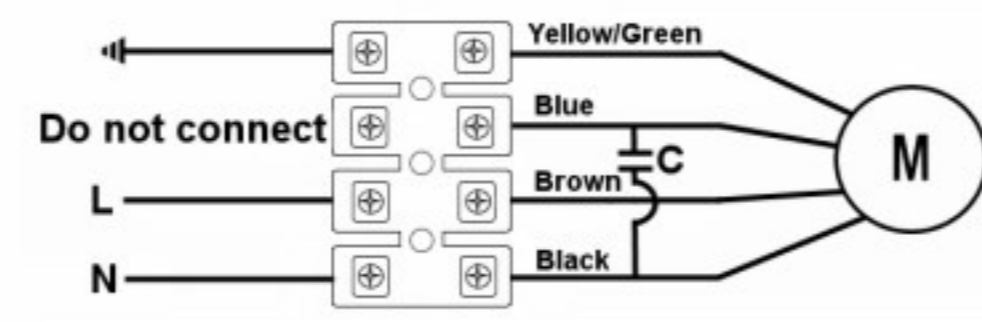 Yellow/Green
Blue
Do not connect
C
Brown
L
M
Black
N